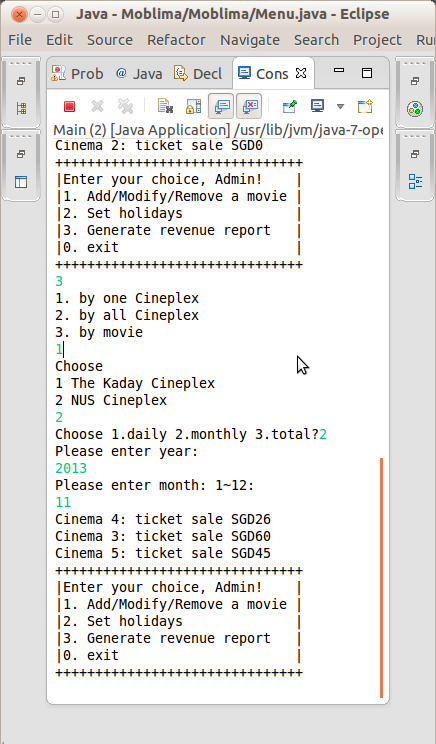 Java - Moblima/Moblima/Menu.java - Eclipse
File Edit Source Refactor Navigate Search Project Ru
Prob @ Java Decl Cons
Main (2) [Java Application] /usr/lib/jvm/java-7-ope
Cinema 2: ticket sale SGD0
++++++++++++++++++++++++++++++
|Enter your choice, Admin!    |
|1. Add/Modify/Remove a movie |
|2. Set holidays              |
|3. Generate revenue report   |
|0. exit                      |
++++++++++++++++++++++++++++++
3
1. by one Cineplex
2. by all Cineplex
3. by movie
1
Choose
1 The Kaday Cineplex
2 NUS Cineplex
2
Choose 1.daily 2.monthly 3.total?2
Please enter year:
2013
Please enter month: 1~12:
11
Cinema 4: ticket sale SGD26
Cinema 3: ticket sale SGD60
Cinema 5: ticket sale SGD45
++++++++++++++++++++++++++++++
|Enter your choice, Admin!    |
|1. Add/Modify/Remove a movie |
|2. Set holidays              |
|3. Generate revenue report   |
|0. exit                      |
++++++++++++++++++++++++++++++